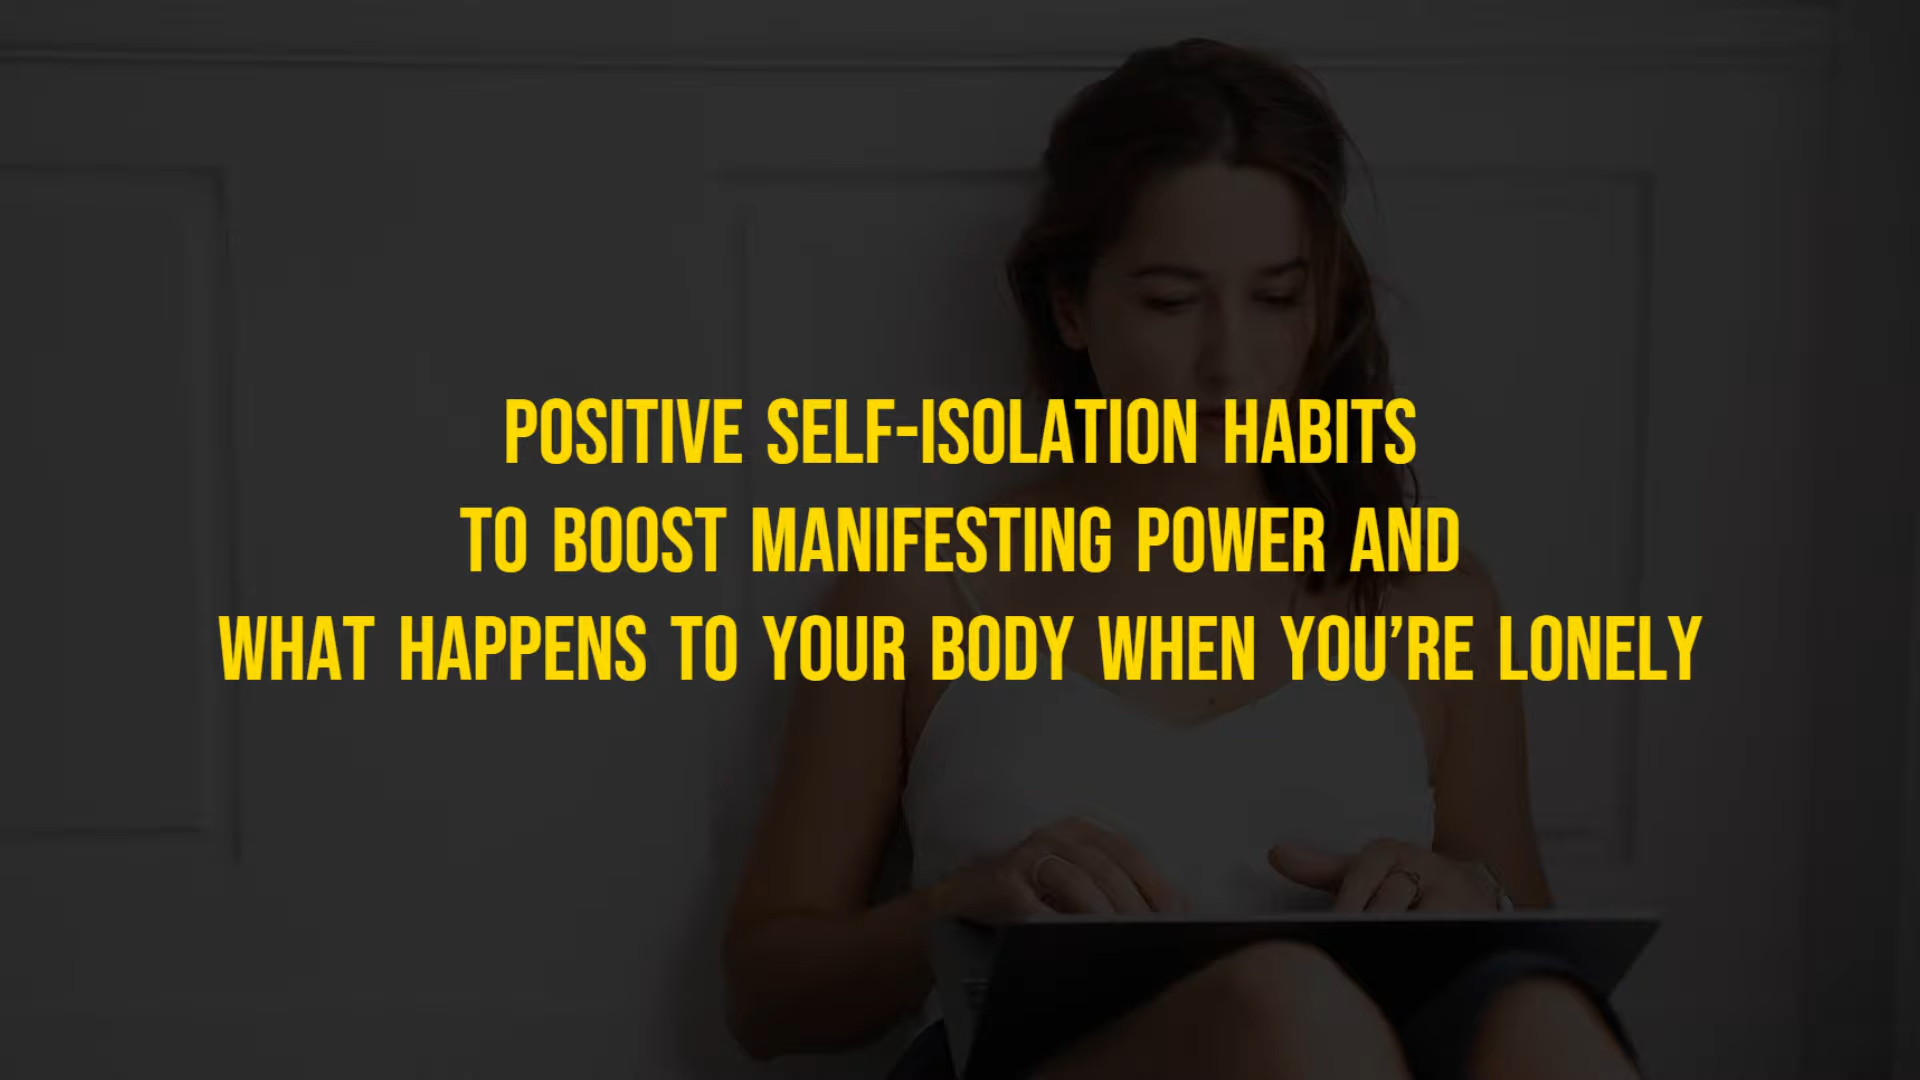 POSITIVE SELF-ISOLATION HABITS
TO BOOST MANIFESTING POWER AND
WHAT HAPPENS TO YOUR BODY WHEN YOU’RE LONELY